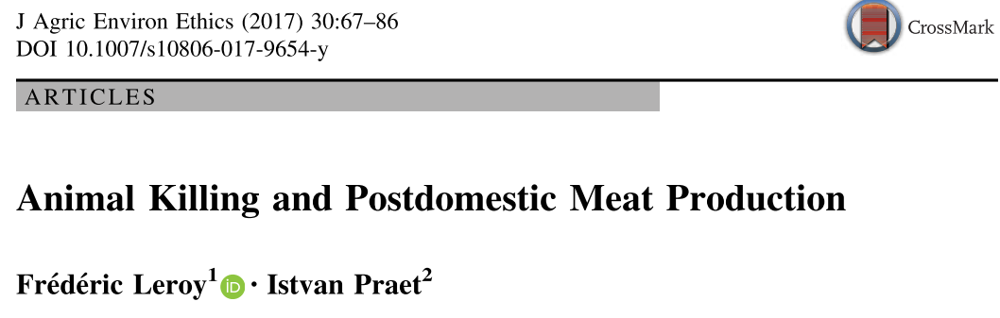 J Agric Environ Ethics (2017) 30:67–86
DOI 10.1007/s10806-017-9654-y
CrossMark
ARTICLES
Animal Killing and Postdomestic Meat Production
Frédéric Leroy1 iD · Istvan Praet2